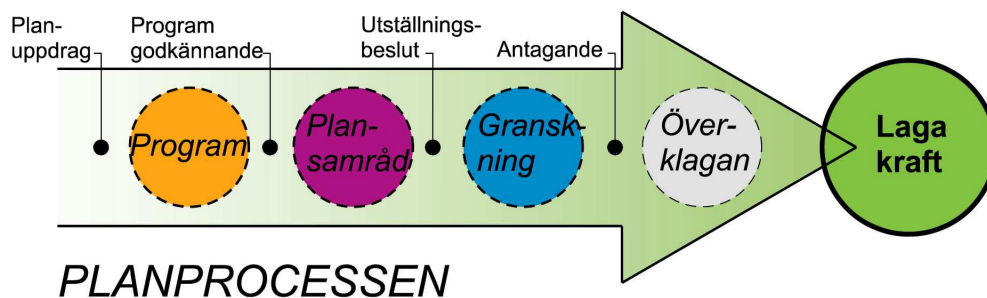 Plan-
uppdrag
Program
godkännande
Utställnings-
beslut
Antagande
Program
Plan-
samråd
Gransk-
ning
Över-
klagan
Laga
kraft
PLANPROCESSEN